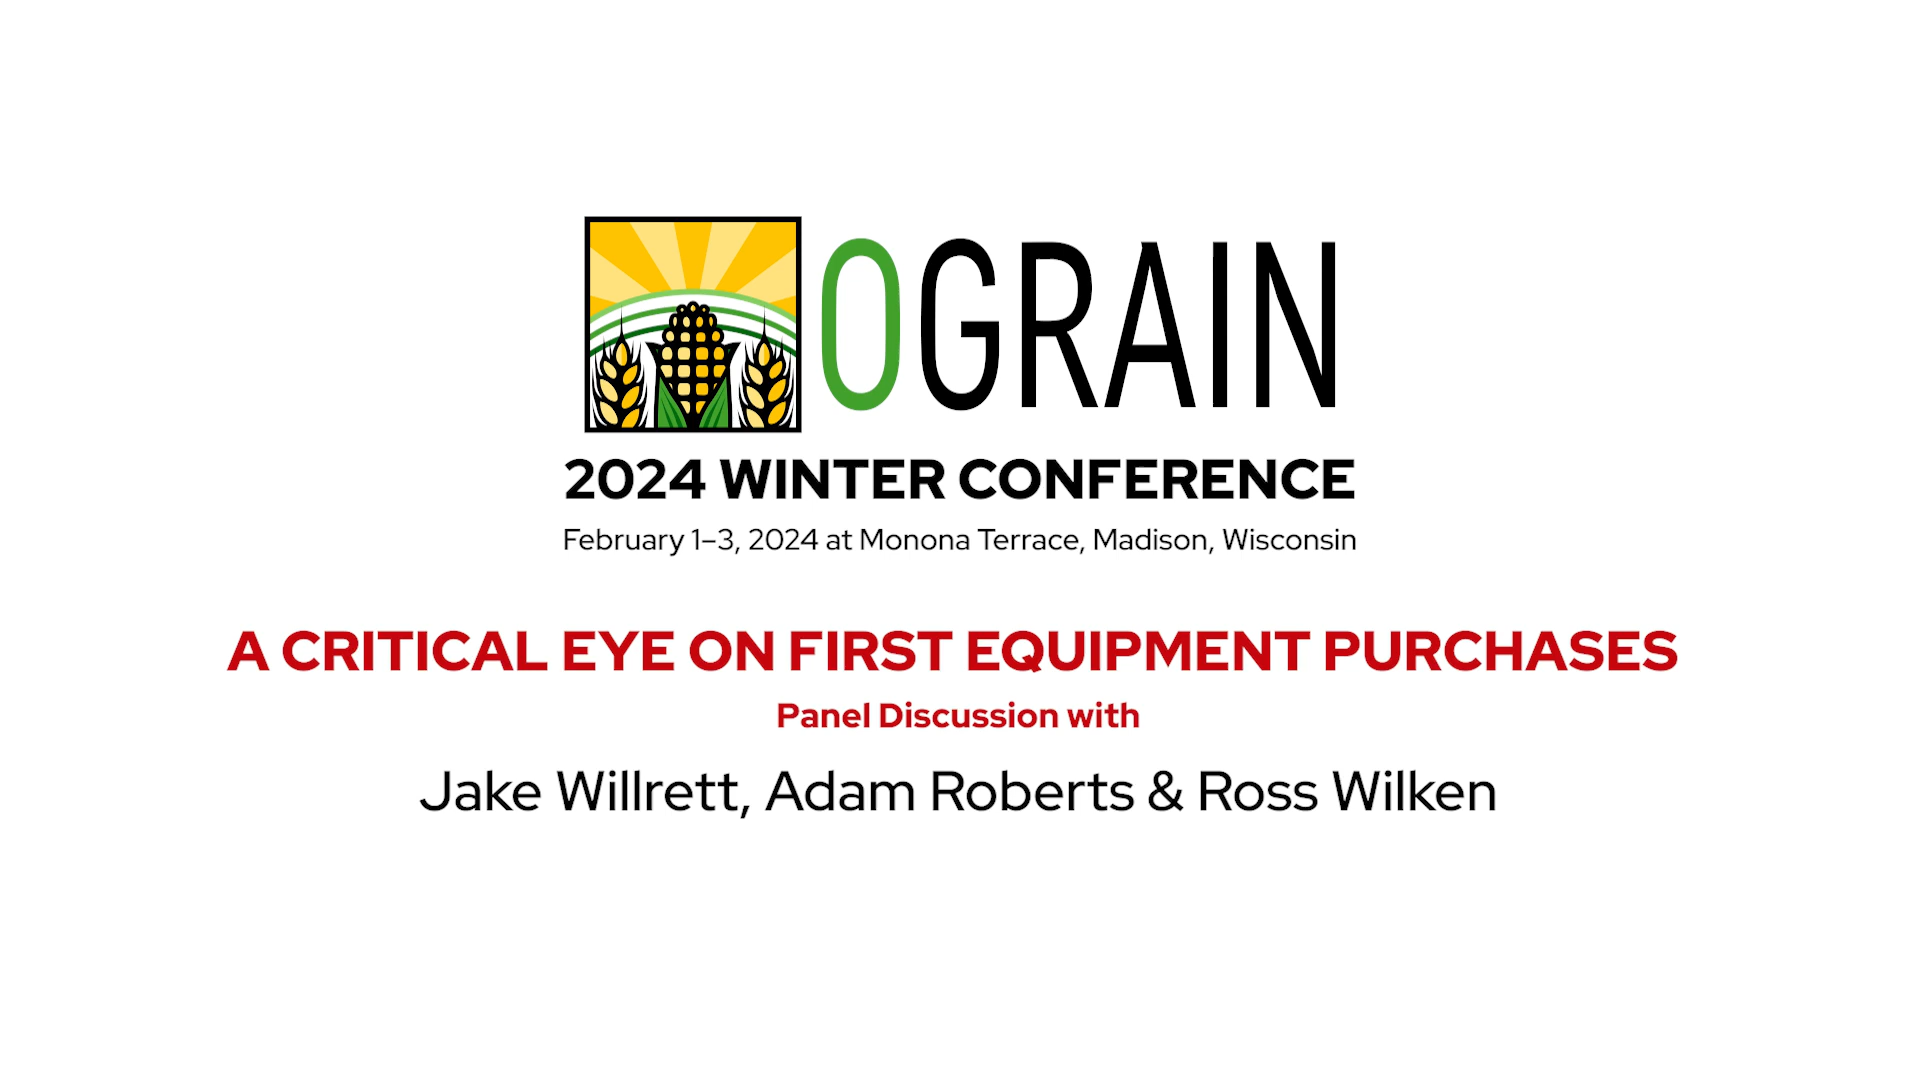 OGRAIN
2024 WINTER CONFERENCE
February 1–3, 2024 at Monona Terrace, Madison, Wisconsin
A CRITICAL EYE ON FIRST EQUIPMENT PURCHASES
Panel Discussion with
Jake Willrett, Adam Roberts & Ross Wilken